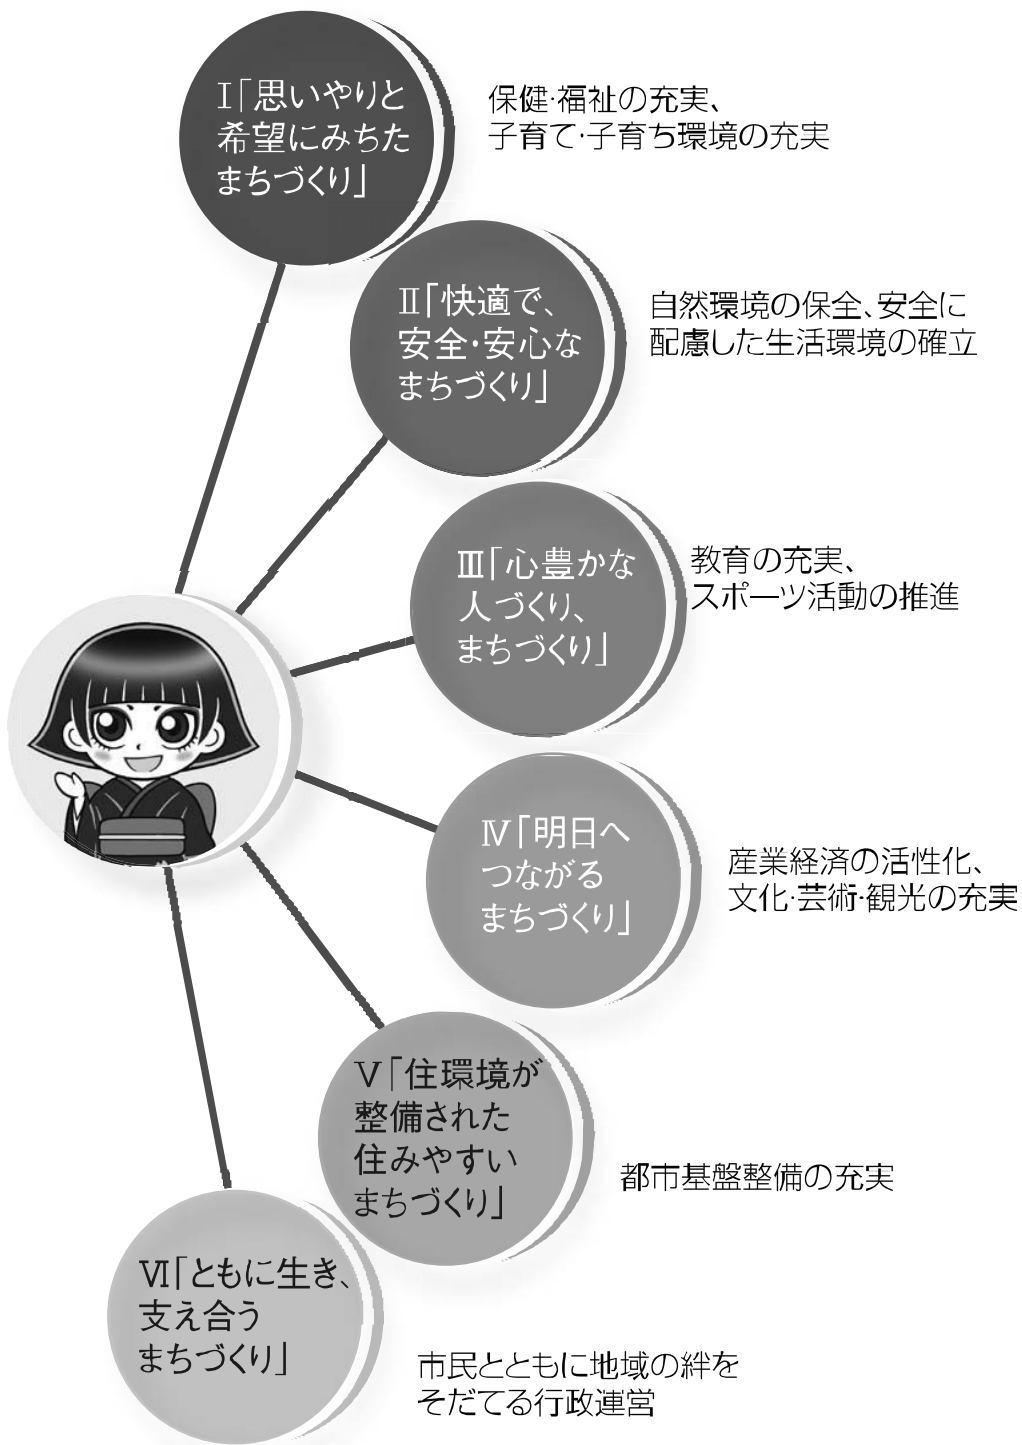 Ⅰ「思いやりと
希望にみちた
まちづくり」
保健・福祉の充実、
子育て・子育ち環境の充実
Ⅱ「快適で、
安全・安心な
まちづくり」
自然環境の保全、安全に
配慮した生活環境の確立
Ⅲ「心豊かな
人づくり、
まちづくり」
教育の充実、
スポーツ活動の推進
Ⅳ「明日へ
つながる
まちづくり」
産業経済の活性化、
文化・芸術・観光の充実
Ⅴ「住環境が
整備された
住みやすい
まちづくり」
都市基盤整備の充実
Ⅵ「ともに生き、
支え合う
まちづくり」
市民とともに地域の絆を
そだてる行政運営